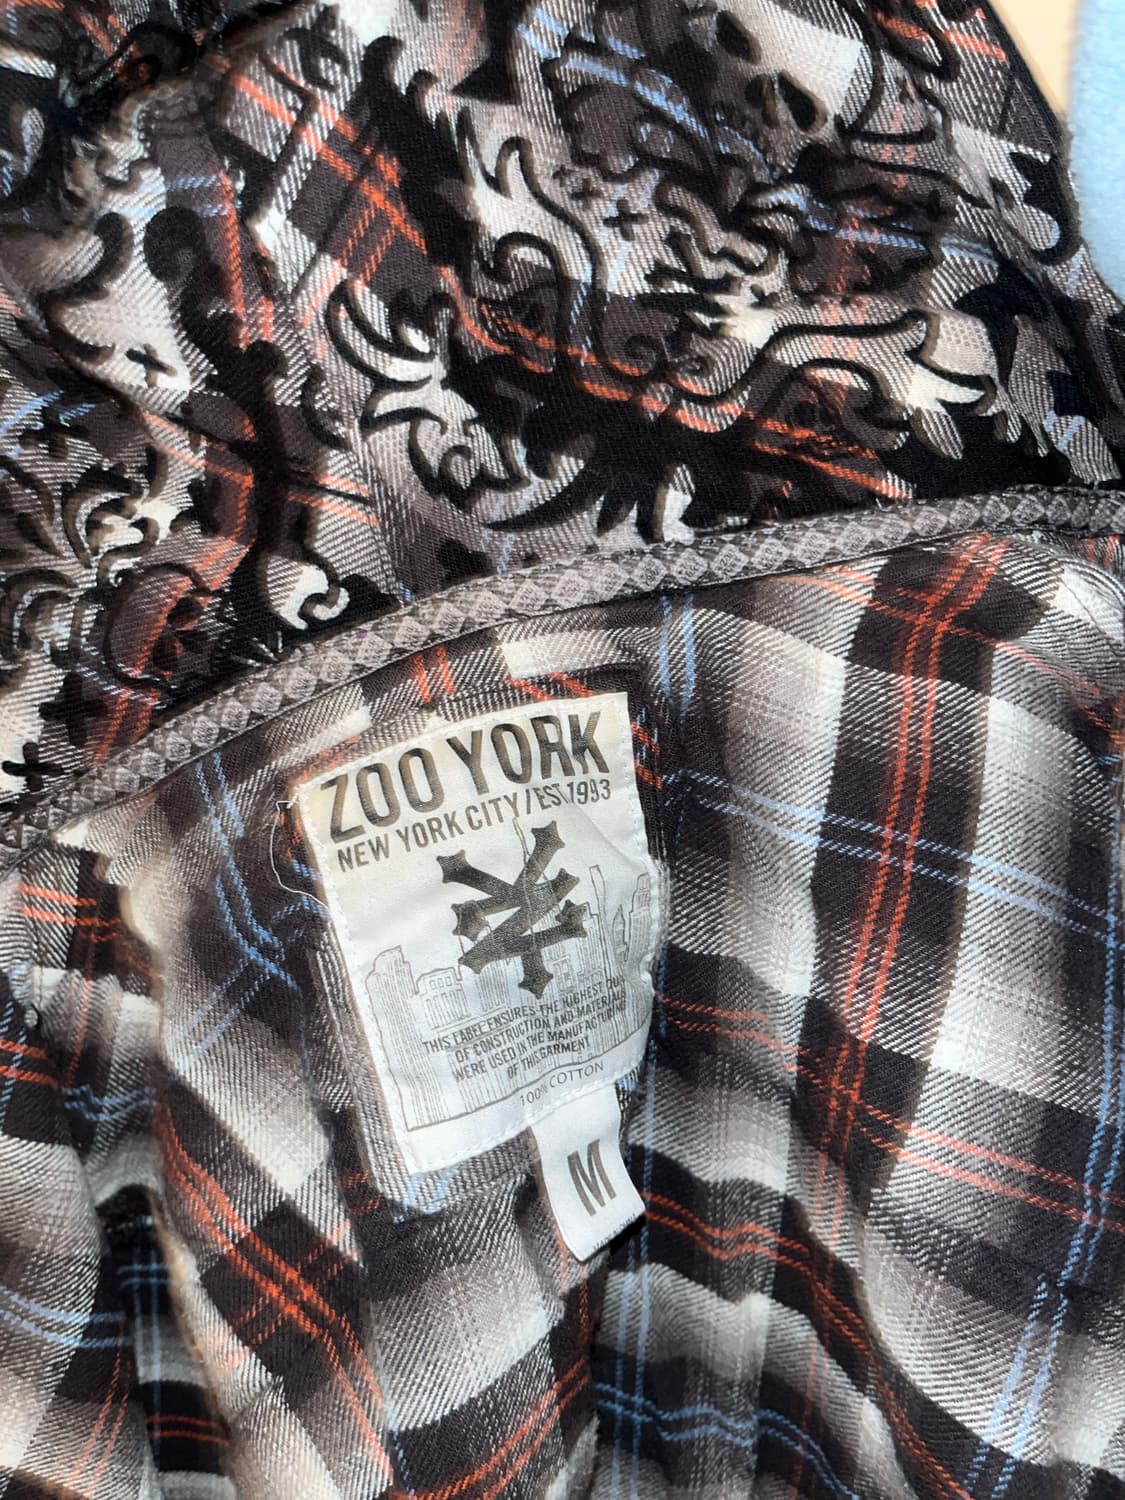 ZOO YORK
NEW YORK CITY/EST.1993
THIS LABEL ENSURES THE HIGHEST
OF CONSTRUCTION AND MATERIALS
WERE USED IN THE MANUFACTURING
OF THIS GARMENT
100% COTTON
M